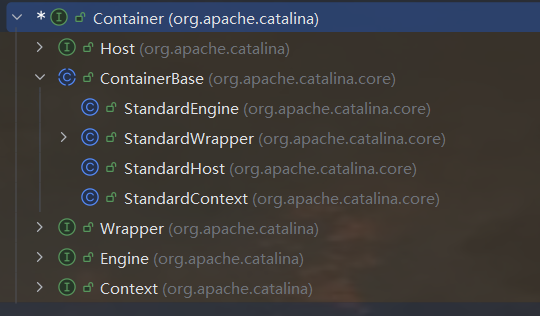 * I Container (org.apache.catalina)
I Host (org.apache.catalina)
C ContainerBase (org.apache.catalina.core)
C StandardEngine (org.apache.catalina.core)
C StandardWrapper (org.apache.catalina.core)
C StandardHost (org.apache.catalina.core)
C StandardContext (org.apache.catalina.core)
I Wrapper (org.apache.catalina)
I Engine (org.apache.catalina)
I Context (org.apache.catalina)